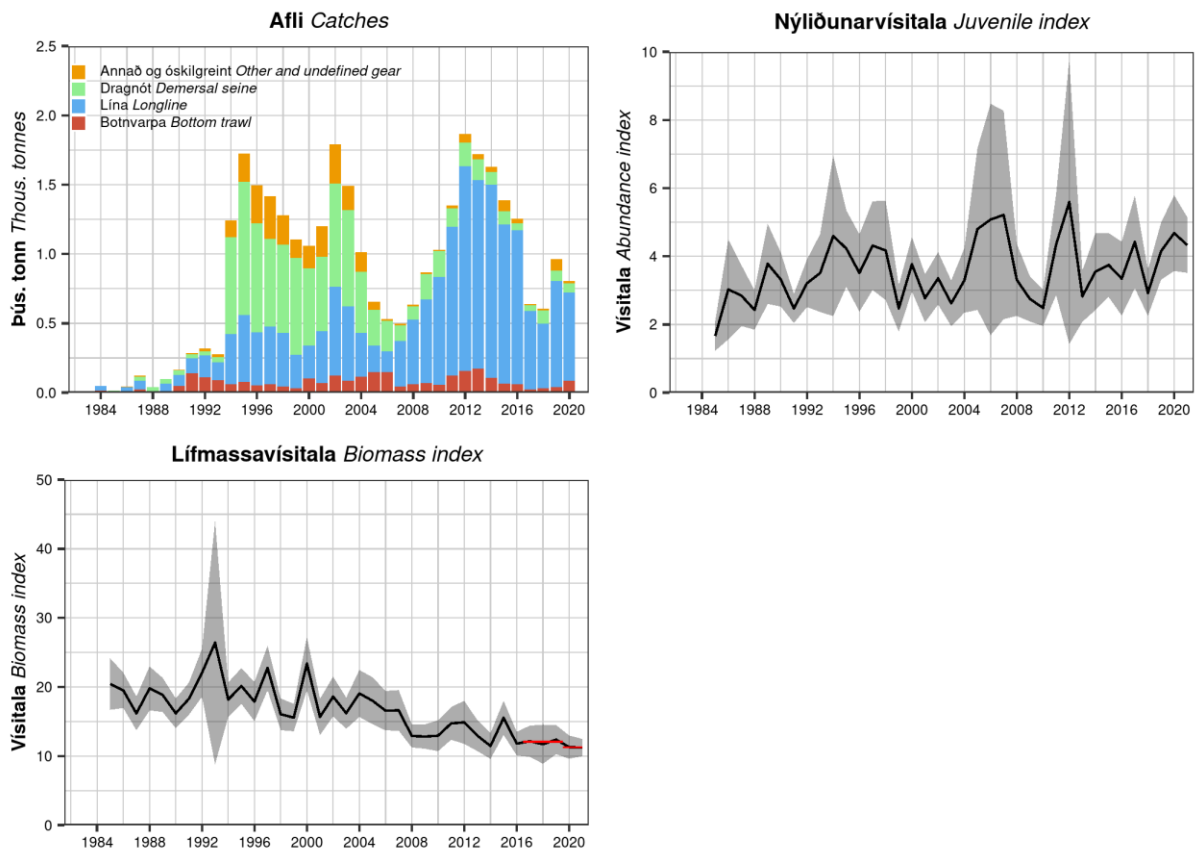 Afli Catches
Þús. tonn Thous. tonnes
2.5
2.0
1.5
1.0
0.5
0.0
Annað og óskilgreint Other and undefined gear
Dragnót Demersal seine
Lína Longline
Botnvarpa Bottom trawl
1984 1988 1992 1996 2000 2004 2008 2012 2016 2020
Nýliðunarvísitala Juvenile index
Vísitala Abundance index
10
8
6
4
2
0
1984 1988 1992 1996 2000 2004 2008 2012 2016 2020
Lífmassavísitala Biomass index
Vísitala Biomass index
50
40
30
20
10
0
1984 1988 1992 1996 2000 2004 2008 2012 2016 2020